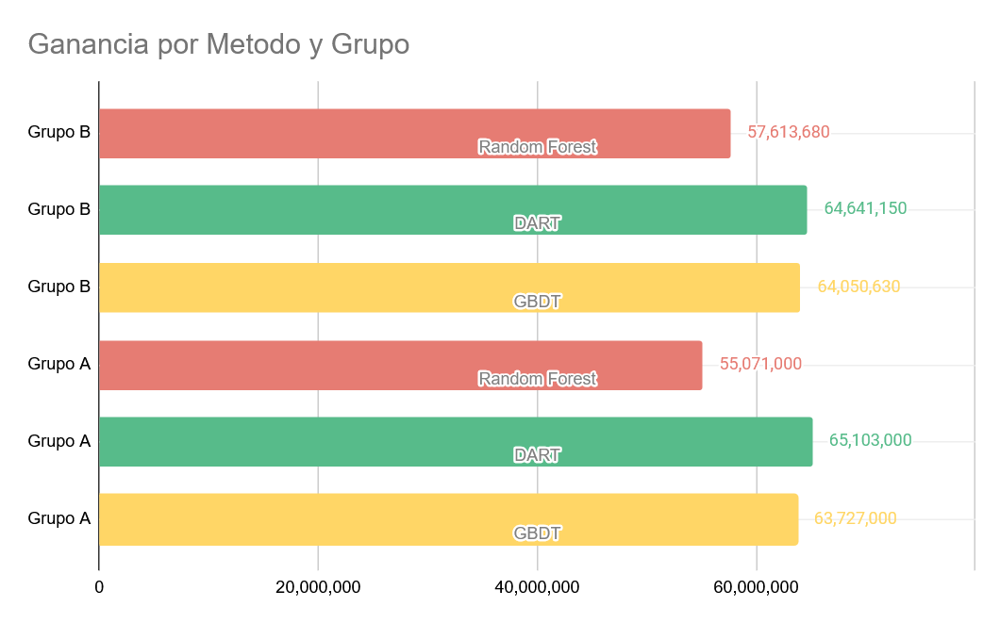 Ganancia por Metodo y Grupo
Grupo B
Random Forest
57,613,680
Grupo B
DART
64,641,150
Grupo B
GBDT
64,050,630
Grupo A
Random Forest
55,071,000
Grupo A
DART
65,103,000
Grupo A
GBDT
63,727,000
0
20,000,000
40,000,000
60,000,000